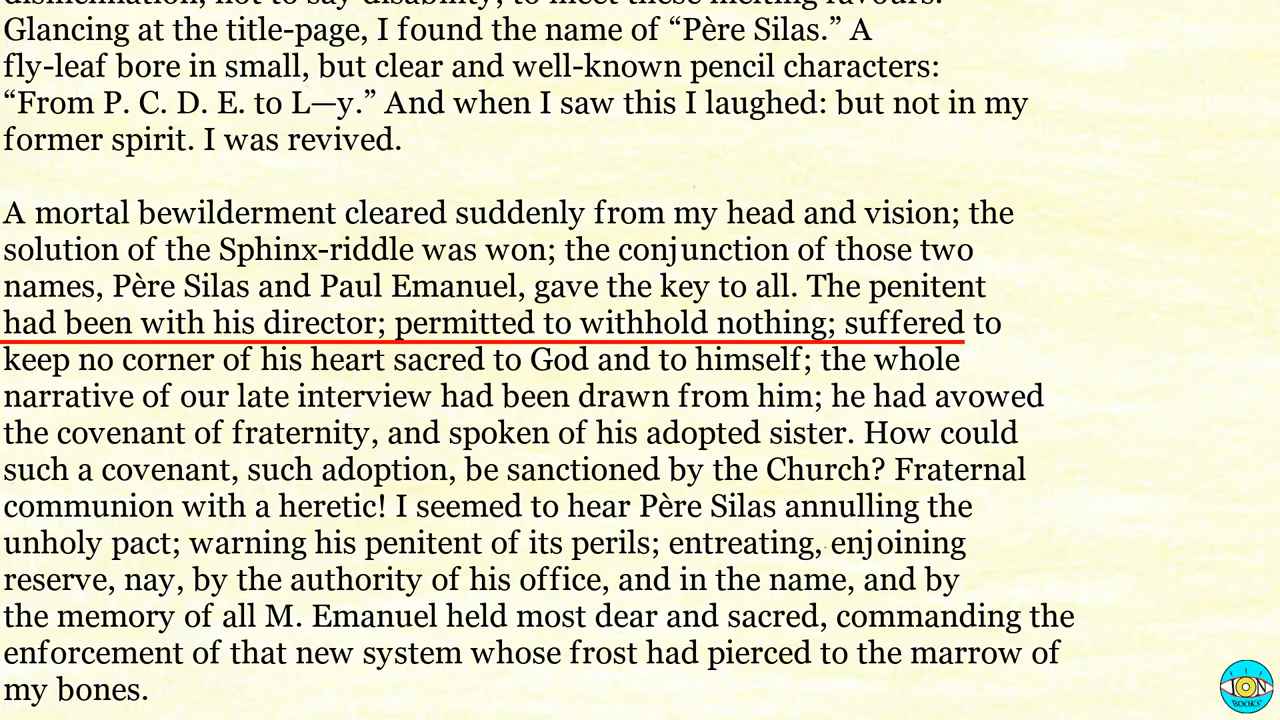 Glancing at the title-page, I found the name of “Père Silas.” A
fly-leaf bore in small, but clear and well-known pencil characters:
“From P. C. D. E. to L—y.” And when I saw this I laughed: but not in my
former spirit. I was revived.
A mortal bewilderment cleared suddenly from my head and vision; the
solution of the Sphinx-riddle was won; the conjunction of those two
names, Père Silas and Paul Emanuel, gave the key to all. The penitent
had been with his director; permitted to withhold nothing; suffered to
keep no corner of his heart sacred to God and to himself; the whole
narrative of our late interview had been drawn from him; he had avowed
the covenant of fraternity, and spoken of his adopted sister. How could
such a covenant, such adoption, be sanctioned by the Church? Fraternal
communion with a heretic! I seemed to hear Père Silas annulling the
unholy pact; warning his penitent of its perils; entreating, enjoining
reserve, nay, by the authority of his office, and in the name, and by
the memory of all M. Emanuel held most dear and sacred, commanding the
enforcement of that new system whose frost had pierced to the marrow of
my bones.
ION
BOOKS